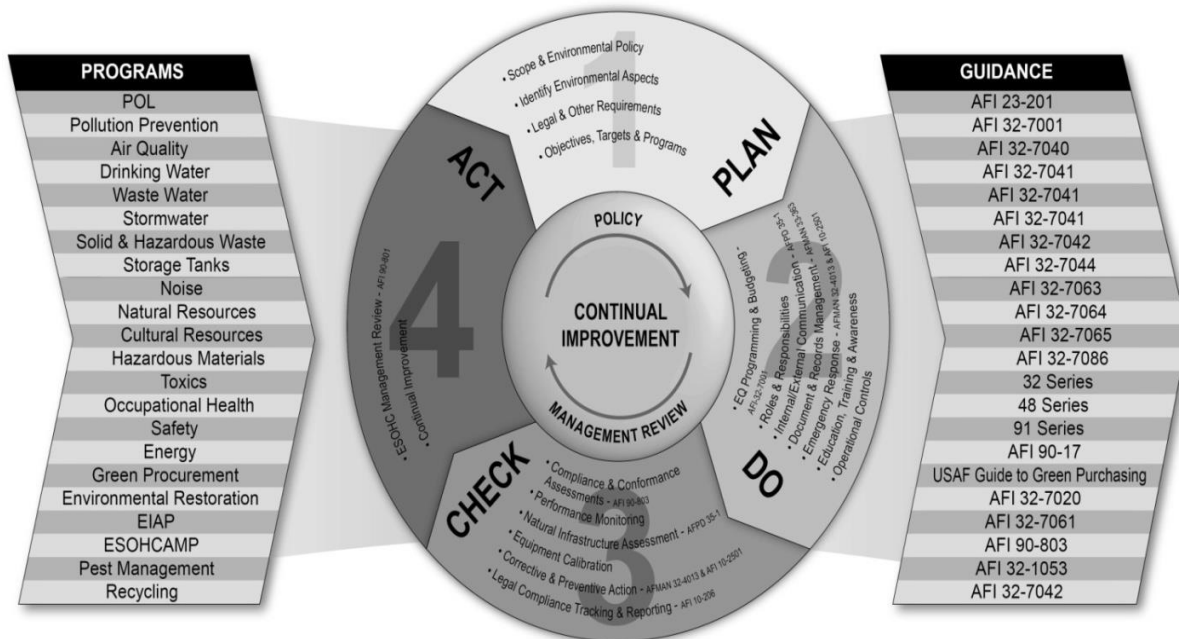 PROGRAMS
POL
Pollution Prevention
Air Quality
Drinking Water
Waste Water
Stormwater
Solid & Hazardous Waste
Storage Tanks
Noise
Natural Resources
Cultural Resources
Hazardous Materials
Toxics
Occupational Health
Safety
Energy
Green Procurement
Environmental Restoration
EIAP
ESOHCAMP
Pest Management
Recycling
1
PLAN
• Scope & Environmental Policy
• Identify Environmental Aspects
• Legal & Other Requirements
• Objectives, Targets & Programs
2
DO
• EQ Programming & Budgeting -
AFI-32-7001
• Roles & Responsibilities
• Internal/External Communication - AFPD 35-1
• Document & Records Management - AFMAN 33-363
• Emergency Response - AFMAN 32-4013 & AFI 10-2501
• Education, Training & Awareness
• Operational Controls
3
CHECK
• Compliance & Conformance
Assessments - AFI 90-803
• Performance Monitoring
• Natural Infrastructure Assessment - AFPD 35-1
• Equipment Calibration
• Corrective & Preventive Action - AFMAN 32-4013 & AFI 10-2501
• Legal Compliance Tracking & Reporting - AFI 10-206
4
ACT
• ESOHC Management Review - AFI 90-801
• Continual Improvement
POLICY
CONTINUAL
IMPROVEMENT
MANAGEMENT REVIEW
GUIDANCE
AFI 23-201
AFI 32-7001
AFI 32-7040
AFI 32-7041
AFI 32-7041
AFI 32-7041
AFI 32-7042
AFI 32-7044
AFI 32-7063
AFI 32-7064
AFI 32-7065
AFI 32-7086
32 Series
48 Series
91 Series
AFI 90-17
USAF Guide to Green Purchasing
AFI 32-7020
AFI 32-7061
AFI 90-803
AFI 32-1053
AFI 32-7042